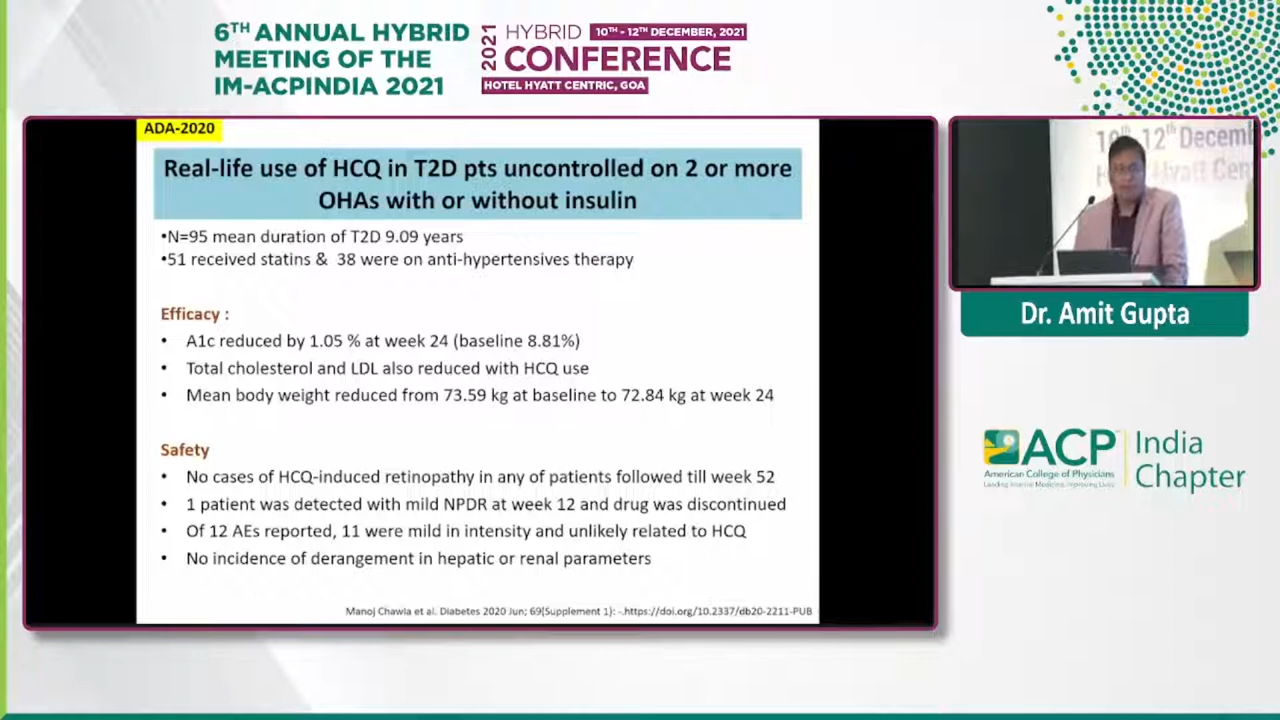 6TH ANNUAL HYBRID
MEETING OF THE
IM-ACPINDIA 2021
2021
HYBRID
10TH - 12TH DECEMBER, 2021
CONFERENCE
HOTEL HYATT CENTRIC, GOA
ADA-2020
Real-life use of HCQ in T2D pts uncontrolled on 2 or more
OHAs with or without insulin
•N=95 mean duration of T2D 9.09 years
•51 received statins & 38 were on anti-hypertensives therapy
Efficacy :
• A1c reduced by 1.05 % at week 24 (baseline 8.81%)
• Total cholesterol and LDL also reduced with HCQ use
• Mean body weight reduced from 73.59 kg at baseline to 72.84 kg at week 24
Safety
• No cases of HCQ-induced retinopathy in any of patients followed till week 52
• 1 patient was detected with mild NPDR at week 12 and drug was discontinued
• Of 12 AEs reported, 11 were mild in intensity and unlikely related to HCQ
• No incidence of derangement in hepatic or renal parameters
Manoj Chawla et al. Diabetes 2020 Jun; 69(Supplement 1): -.https://doi.org/10.2337/db20-2211-PUB
12th Decemb
Hyatt Cen
Dr. Amit Gupta
ACP
American College of Physicians
Leading Internal Medicine, Improving Lives
India
Chapter